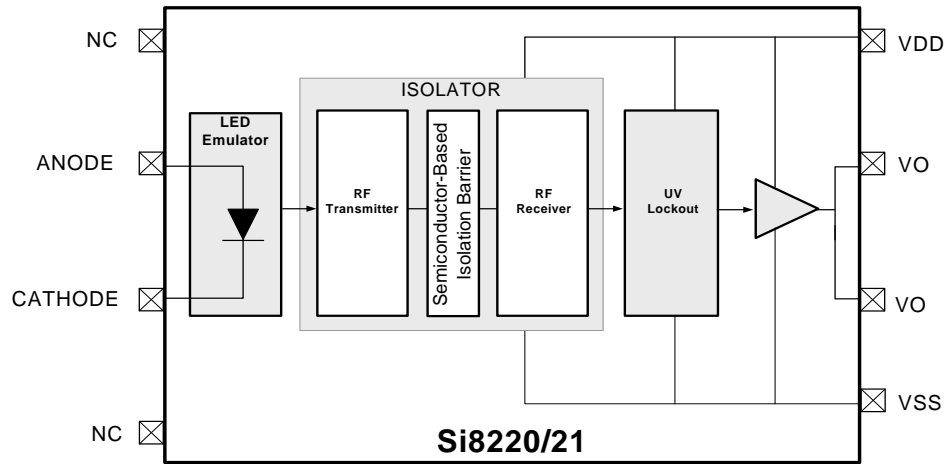 NC
ANODE
CATHODE
NC
LED
Emulator
ISOLATOR
RF
Transmitter
Semiconductor-Based
Isolation Barrier
RF
Receiver
UV
Lockout
VDD
VO
VO
VSS
Si8220/21